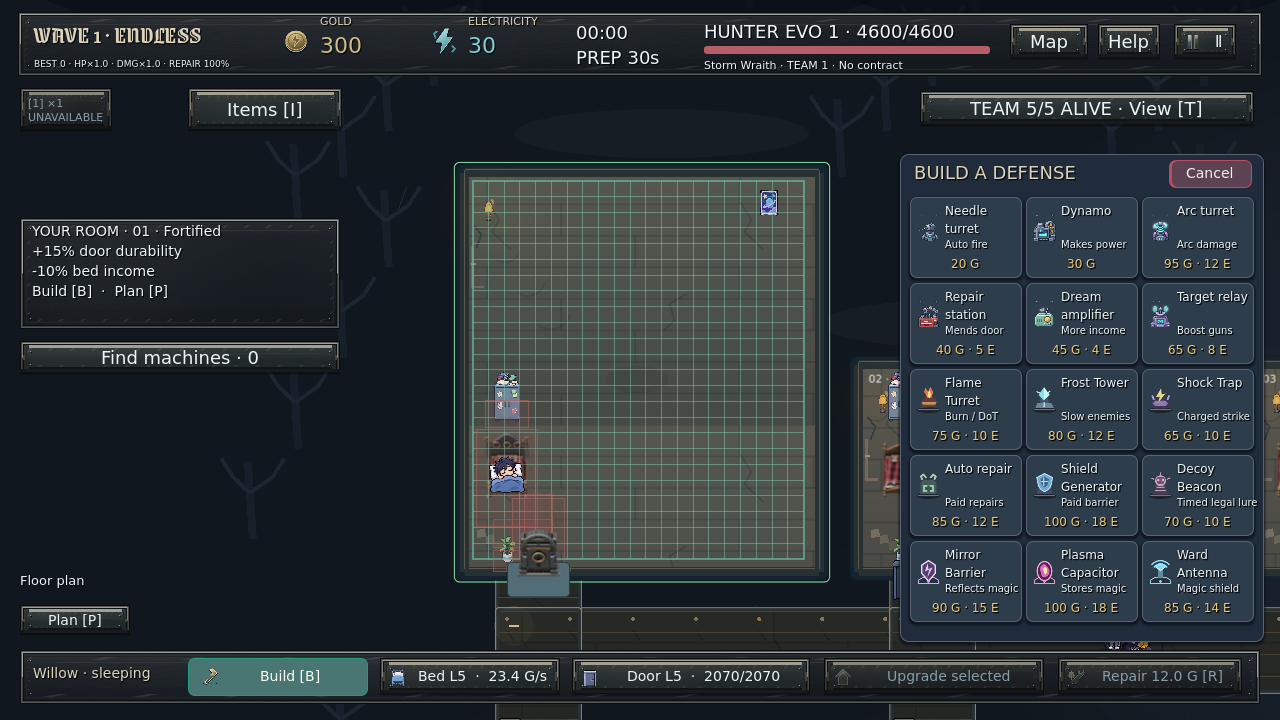 WAVE 1 · ENDLESS
BEST 0 · HP×1.0 · DMG×1.0 · REPAIR 100%
GOLD
300
ELECTRICITY
30
00:00
PREP 30s
HUNTER EVO 1 · 4600/4600
Storm Wraith · TEAM 1 · No contract
Map
Help
[1] ×1
UNAVAILABLE
Items [I]
TEAM 5/5 ALIVE · View [T]
YOUR ROOM · 01 · Fortified
+15% door durability
-10% bed income
Build [B]  ·  Plan [P]
Find machines · 0
BUILD A DEFENSE
Cancel
Needle turret
Auto fire
20 G
Dynamo
Makes power
30 G
Arc turret
Arc damage
95 G · 12 E
Repair station
Mends door
40 G · 5 E
Dream amplifier
More income
45 G · 4 E
Target relay
Boost guns
65 G · 8 E
Flame Turret
Burn / DoT
75 G · 10 E
Frost Tower
Slow enemies
80 G · 12 E
Shock Trap
Charged strike
65 G · 10 E
Auto repair
Paid repairs
85 G · 12 E
Shield Generator
Paid barrier
100 G · 18 E
Decoy Beacon
Timed legal lure
70 G · 10 E
Mirror Barrier
Reflects magic
90 G · 15 E
Plasma Capacitor
Stores magic
100 G · 18 E
Ward Antenna
Magic shield
85 G · 14 E
02
03
Floor plan
Plan [P]
Willow · sleeping
Build [B]
Bed L5  ·  23.4 G/s
Door L5  ·  2070/2070
Upgrade selected
Repair 12.0 G [R]